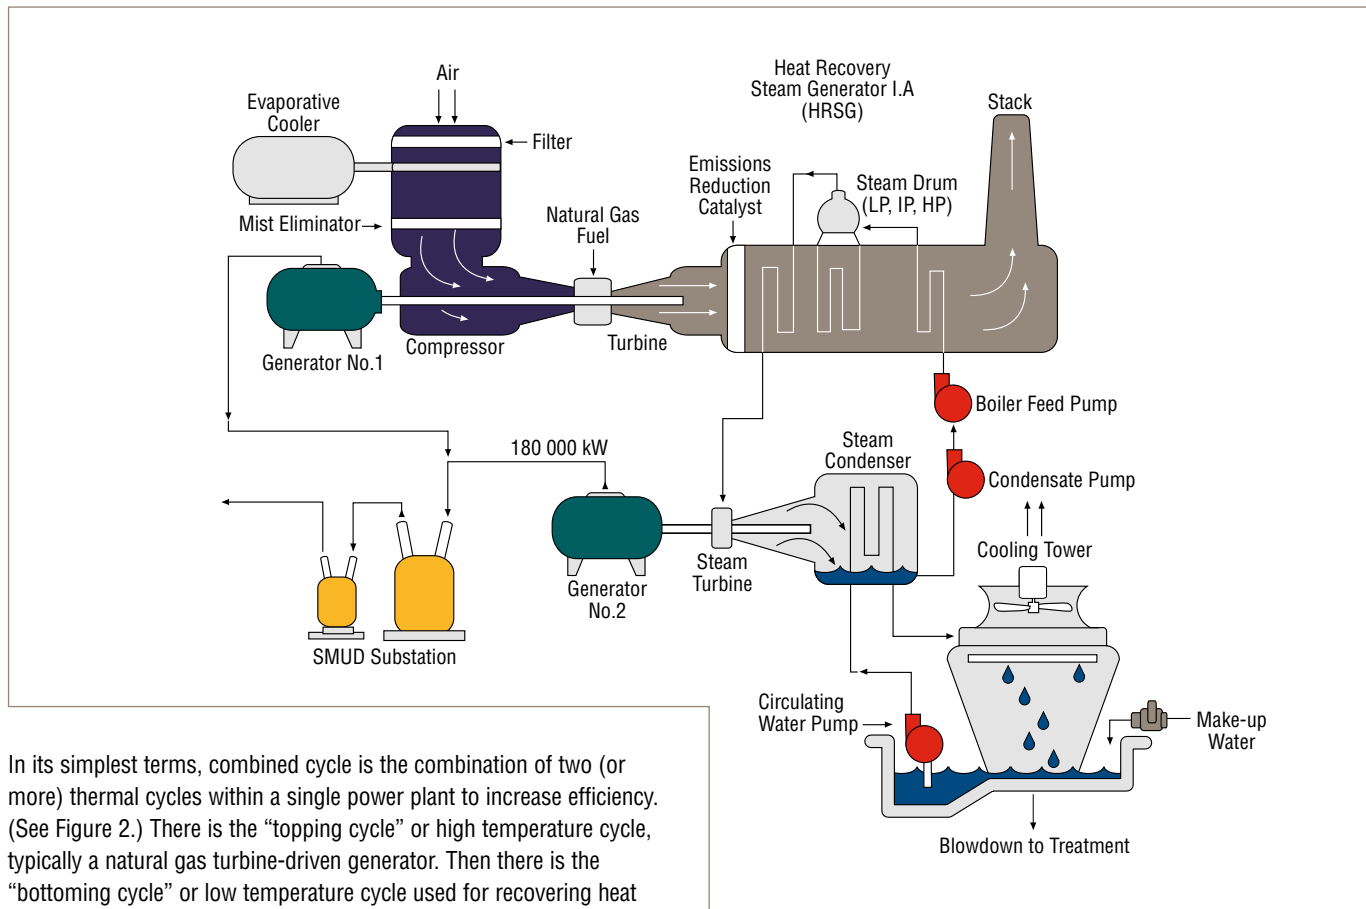 Air
Evaporative
Cooler
Filter
Mist Eliminator
Natural Gas
Fuel
Emissions
Reduction
Catalyst
Heat Recovery
Steam Generator I.A
(HRSG)
Stack
Steam Drum
(LP, IP, HP)
Generator No.1
Compressor
Turbine
Boiler Feed Pump
180 000 kW
Steam
Condenser
Condensate Pump
Generator
No.2
Steam
Turbine
Cooling Tower
SMUD Substation
Circulating
Water Pump
Make-up
Water
Blowdown to Treatment
In its simplest terms, combined cycle is the combination of two (or
more) thermal cycles within a single power plant to increase efficiency.
(See Figure 2.) There is the “topping cycle” or high temperature cycle,
typically a natural gas turbine-driven generator. Then there is the
“bottoming cycle” or low temperature cycle used for recovering heat